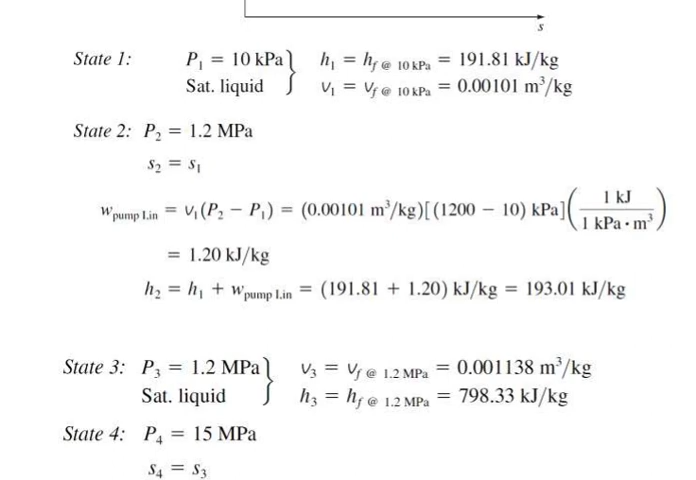 s
State 1: P₁ = 10 kPa } h₁ = h_f @ 10 kPa = 191.81 kJ/kg
Sat. liquid } v₁ = v_f @ 10 kPa = 0.00101 m³/kg
State 2: P₂ = 1.2 MPa
s₂ = s₁
w_pump I,in = v₁(P₂ − P₁) = (0.00101 m³/kg)[(1200 − 10) kPa](1 kJ / 1 kPa · m³)
= 1.20 kJ/kg
h₂ = h₁ + w_pump I,in = (191.81 + 1.20) kJ/kg = 193.01 kJ/kg
State 3: P₃ = 1.2 MPa } v₃ = v_f @ 1.2 MPa = 0.001138 m³/kg
Sat. liquid } h₃ = h_f @ 1.2 MPa = 798.33 kJ/kg
State 4: P₄ = 15 MPa
s₄ = s₃